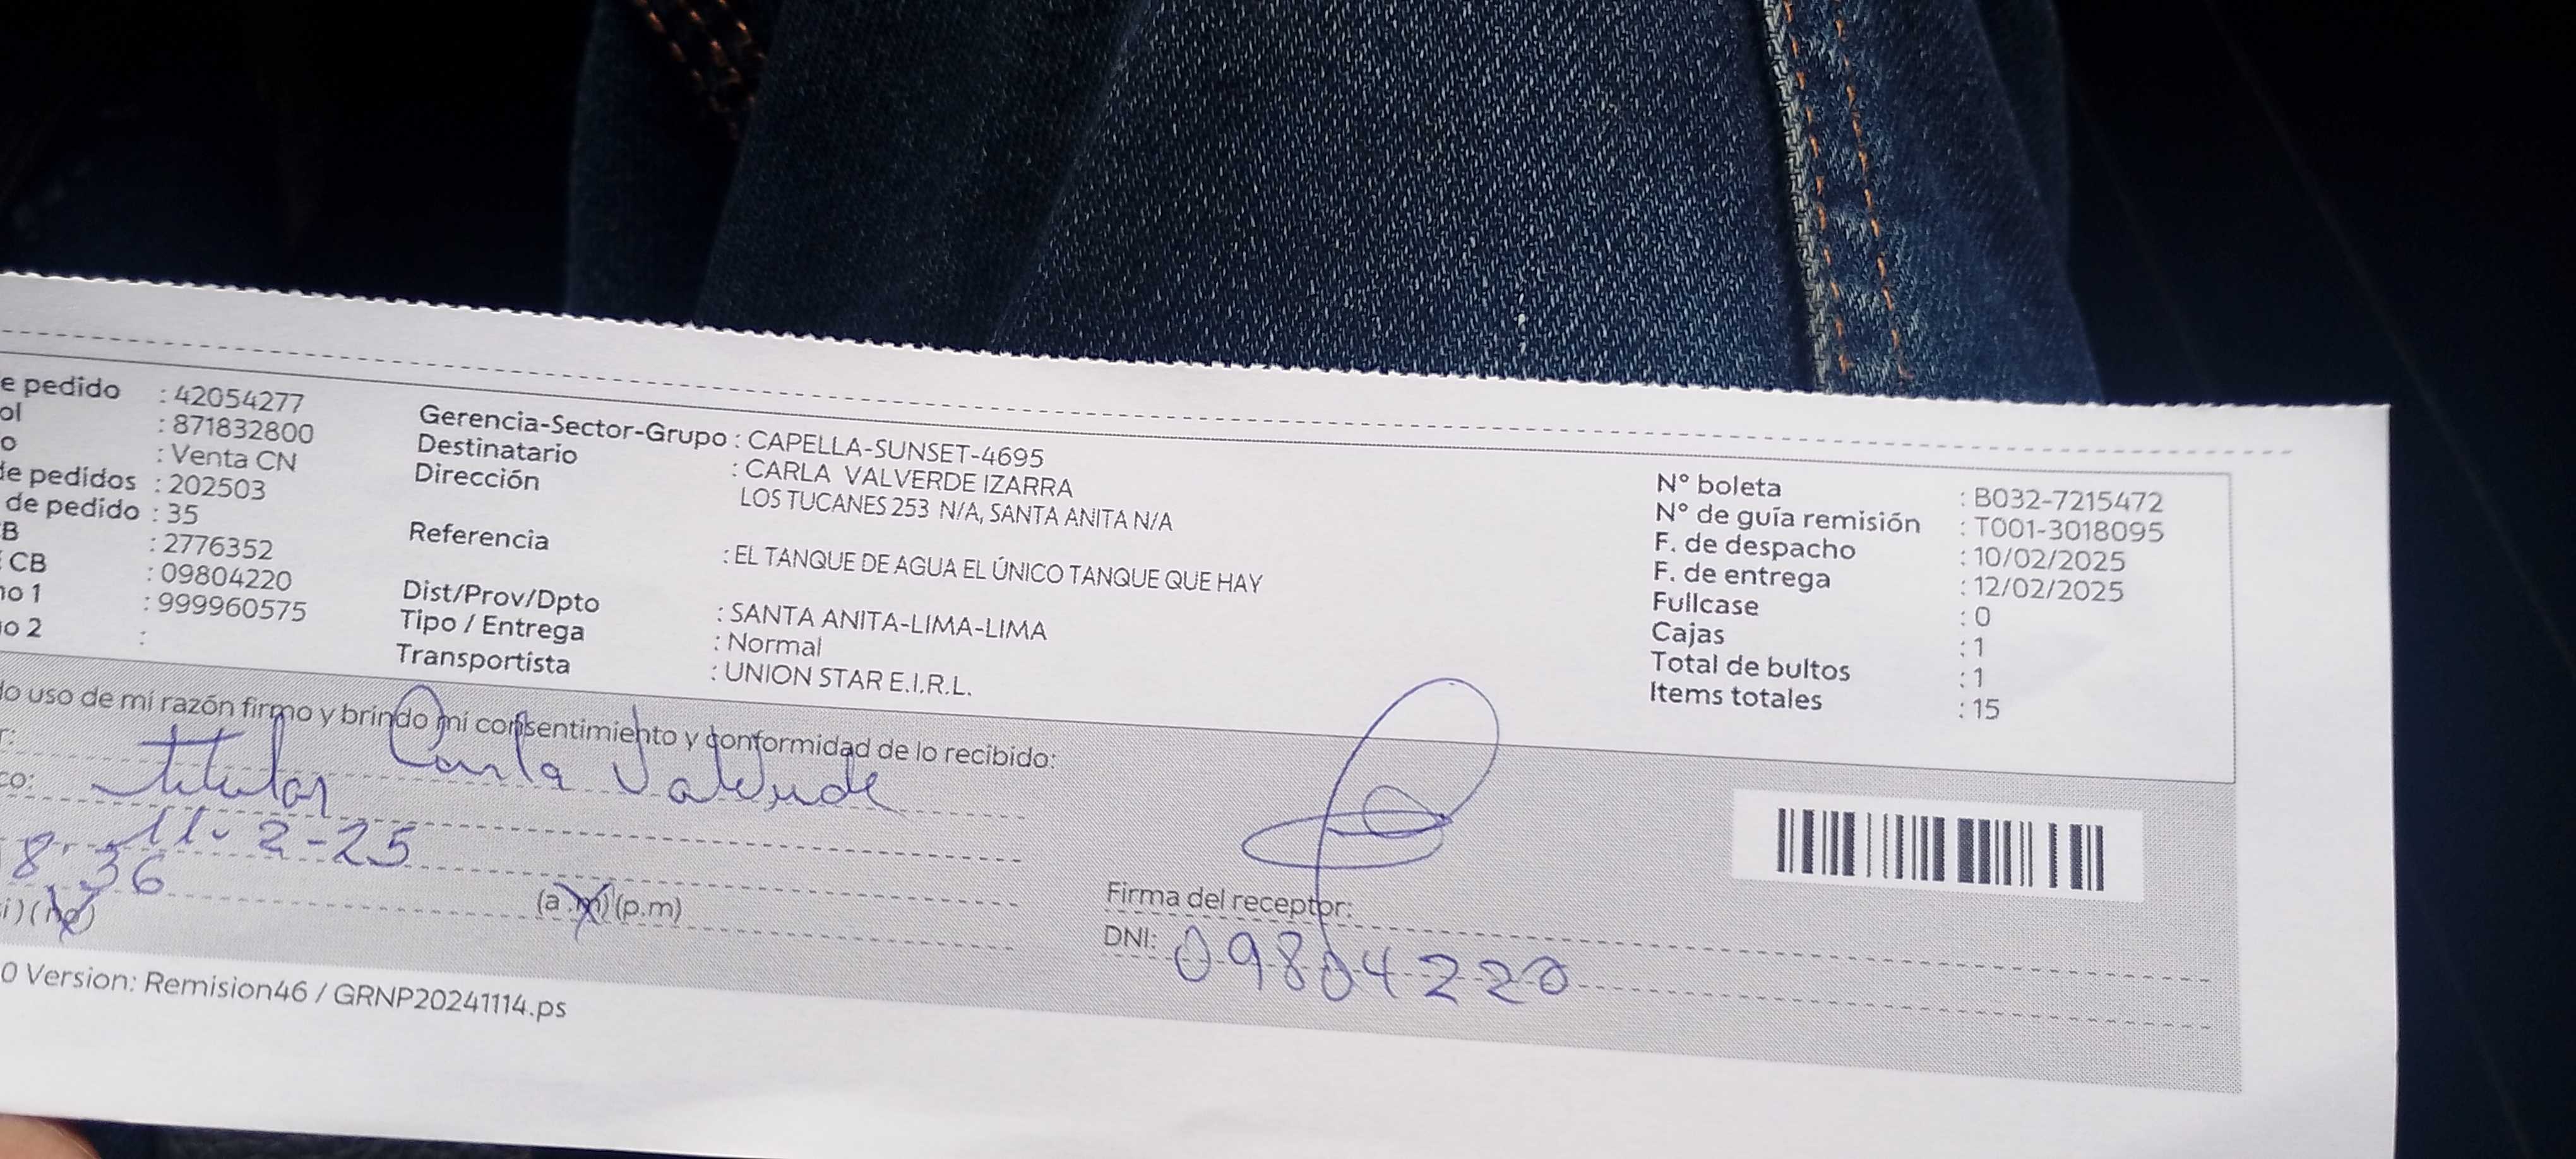 e pedido : 42054277
ol : 871832800
o : Venta CN
de pedidos : 202503
de pedido : 35
B : 2776352
CB : 09804220
no 1 : 999960575
no 2 :
Gerencia-Sector-Grupo : CAPELLA-SUNSET-4695
Destinatario : CARLA VALVERDE IZARRA
Dirección LOS TUCANES 253 N/A, SANTA ANITA N/A
Referencia : EL TANQUE DE AGUA EL ÚNICO TANQUE QUE HAY
Dist/Prov/Dpto : SANTA ANITA-LIMA-LIMA
Tipo / Entrega : Normal
Transportista : UNION STAR E.I.R.L.
Nº boleta : B032-7215472
Nº de guía remisión : T001-3018095
F. de despacho : 10/02/2025
F. de entrega : 12/02/2025
Fullcase : 0
Cajas : 1
Total de bultos : 1
Items totales : 15
do uso de mi razón firmo y brindo mi consentimiento y conformidad de lo recibido:
r: Carla Valverde
co: titular
11-2-25
8:36 (a.m) (p.m)
i) (no)
Firma del receptor:
DNI: 09804220
0 Version: Remision46 / GRNP20241114.ps